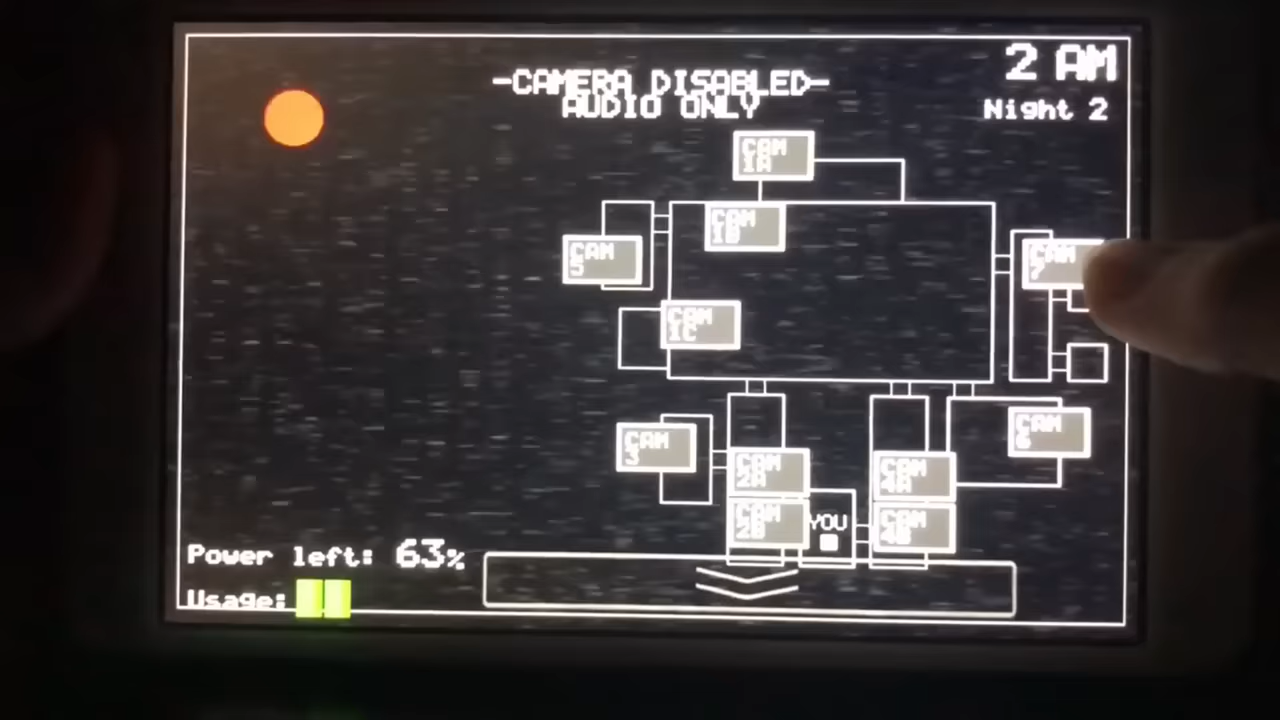 2 AM
-CAMERA DISABLED-
AUDIO ONLY
Night 2
CAM
1A
CAM
1B
CAM
5
CAM
7
CAM
1C
CAM
3
CAM
6
CAM
2A
CAM
4A
CAM
2B
YOU
CAM
4B
Power left: 63%
Usage: